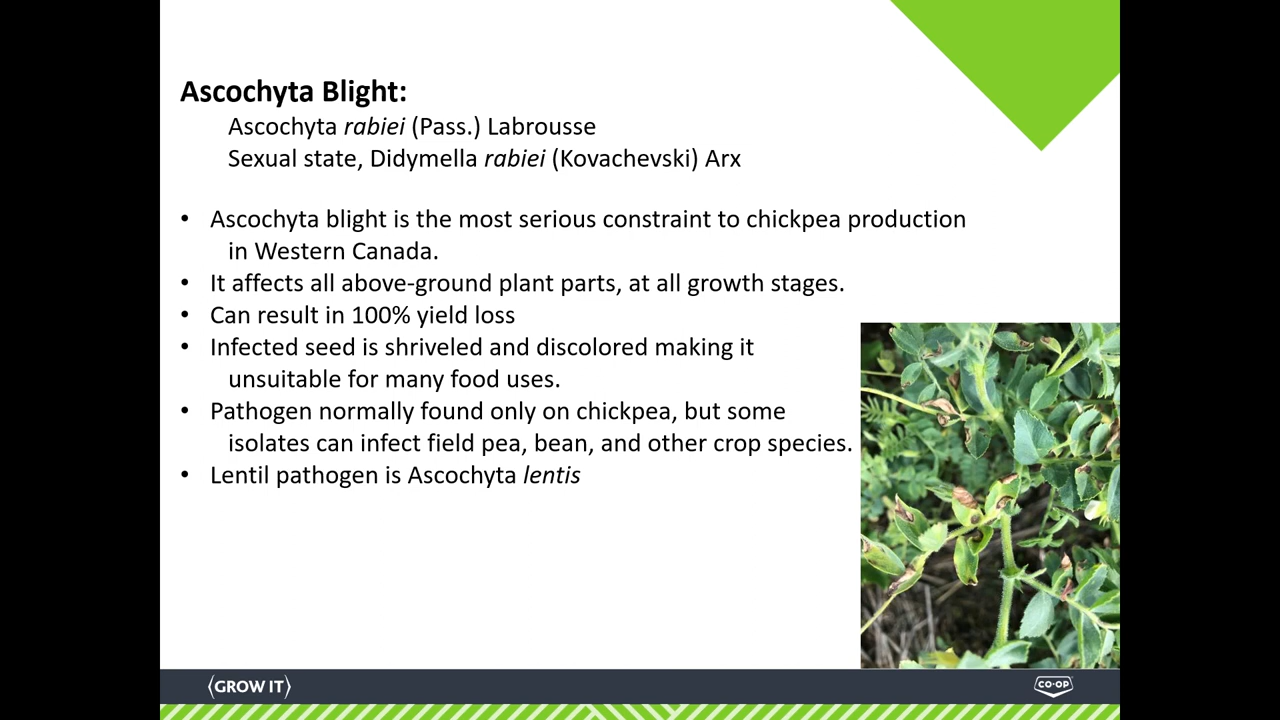 Ascochyta Blight:
Ascochyta rabiei (Pass.) Labrousse
Sexual state, Didymella rabiei (Kovachevski) Arx
• Ascochyta blight is the most serious constraint to chickpea production
in Western Canada.
• It affects all above-ground plant parts, at all growth stages.
• Can result in 100% yield loss
• Infected seed is shriveled and discolored making it
unsuitable for many food uses.
• Pathogen normally found only on chickpea, but some
isolates can infect field pea, bean, and other crop species.
• Lentil pathogen is Ascochyta lentis
GROW IT
CO·OP